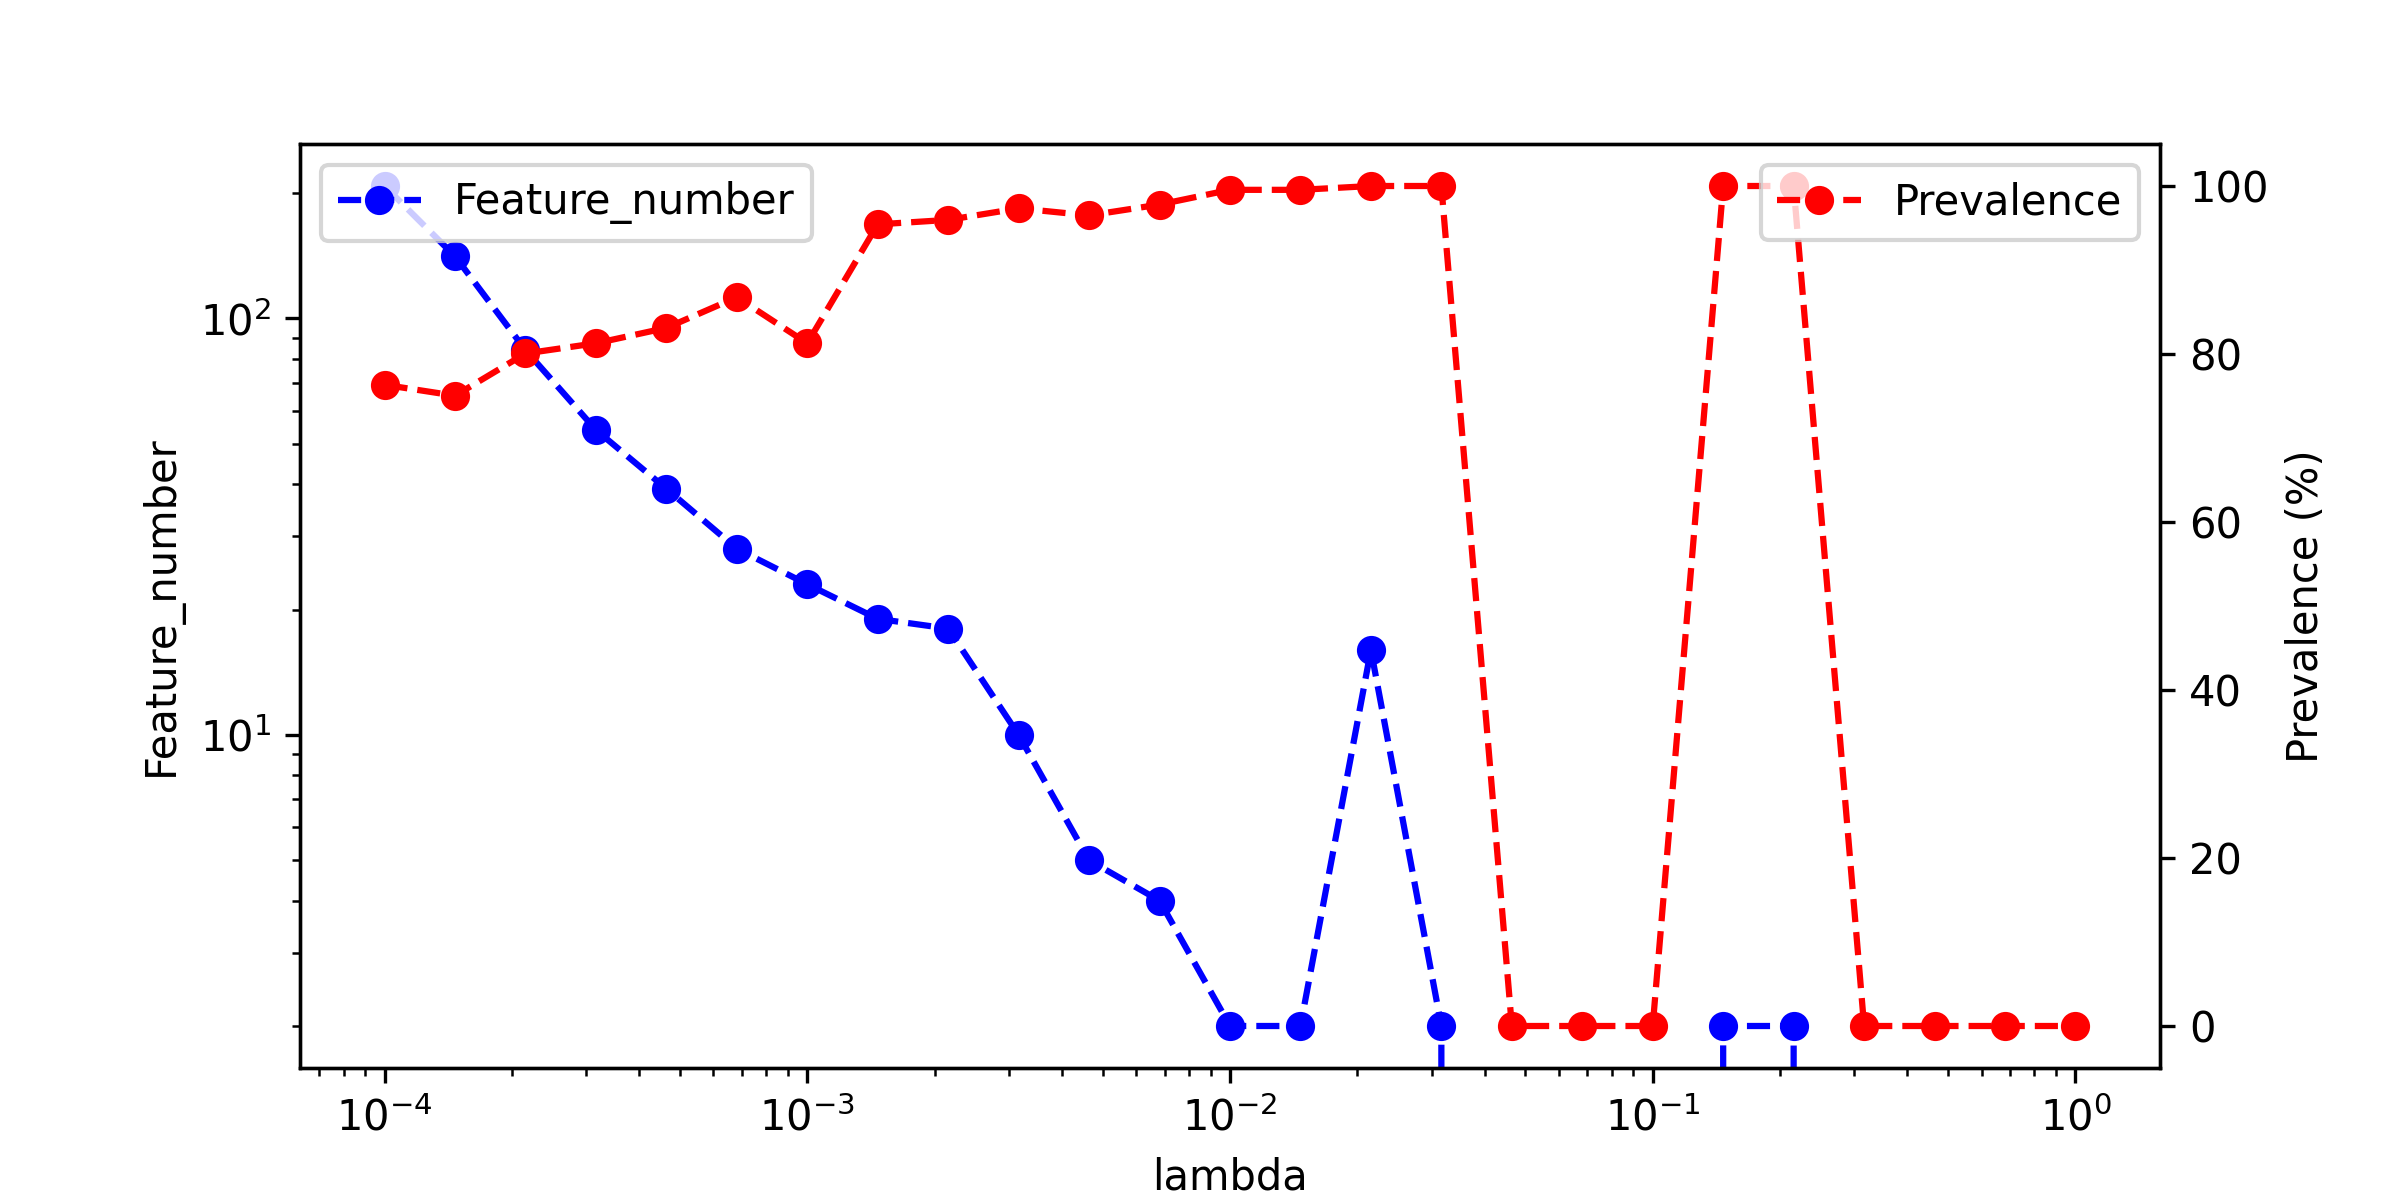 Feature_number
Prevalence
10²
10¹
Feature_number
100
80
60
40
20
0
Prevalence (%)
10⁻⁴ 10⁻³ 10⁻² 10⁻¹ 10⁰
lambda